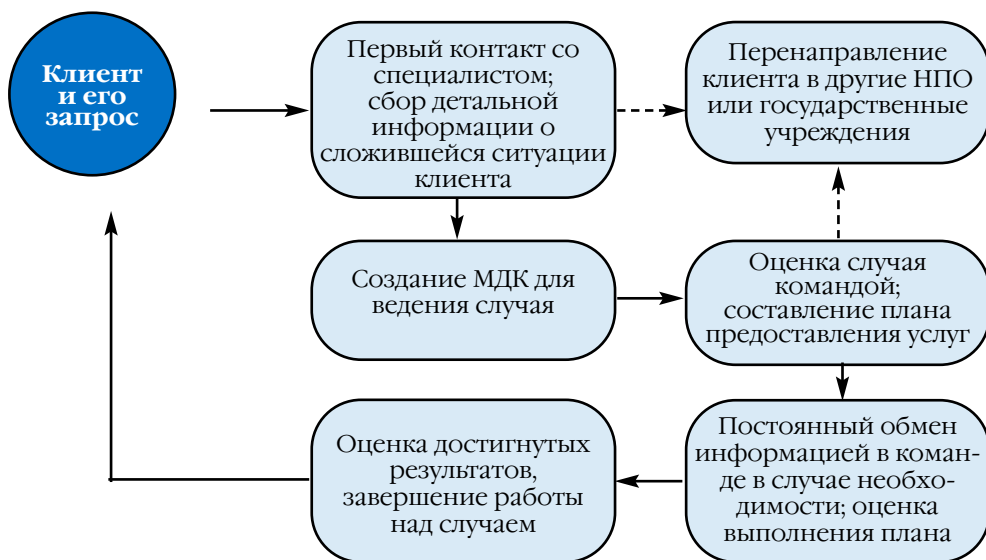 Клиент
и его
запрос
Первый контакт со
специалистом;
сбор детальной
информации о
сложившейся ситуации
клиента
Перенаправление
клиента в другие НПО
или государственные
учреждения
Создание МДК для
ведения случая
Оценка случая
командой;
составление плана
предоставления услуг
Оценка достигнутых
результатов,
завершение работы
над случаем
Постоянный обмен
информацией в коман-
де в случае необхо-
димости; оценка
выполнения плана